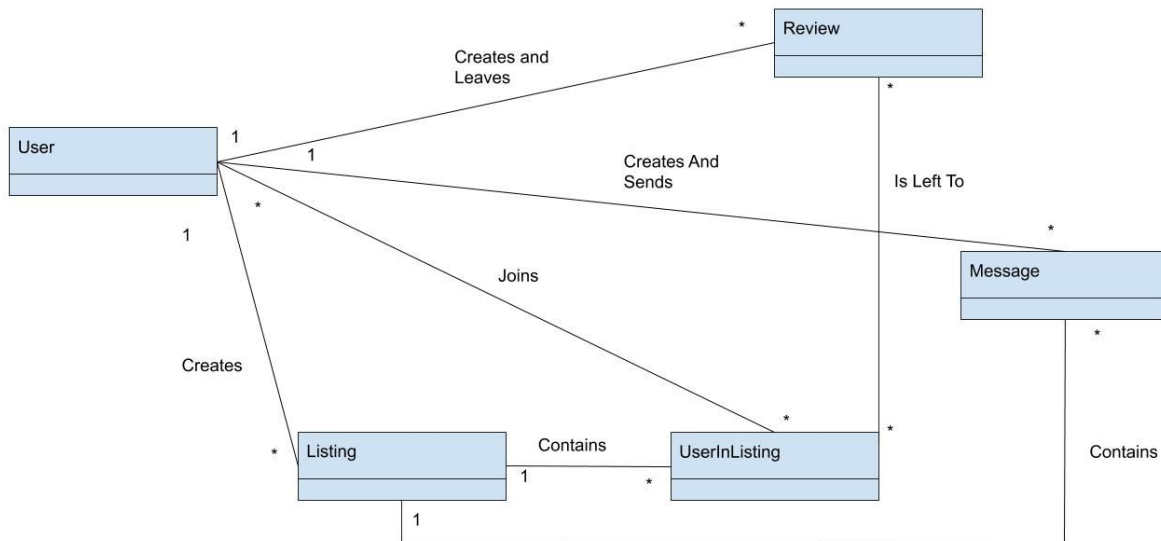 *
Review
Creates and
Leaves
*
1
User
1
Creates And
Sends
Is Left To
*
1
*
Message
Joins
*
Creates
*
*
*
Listing
Contains
UserInListing
Contains
1
*
1